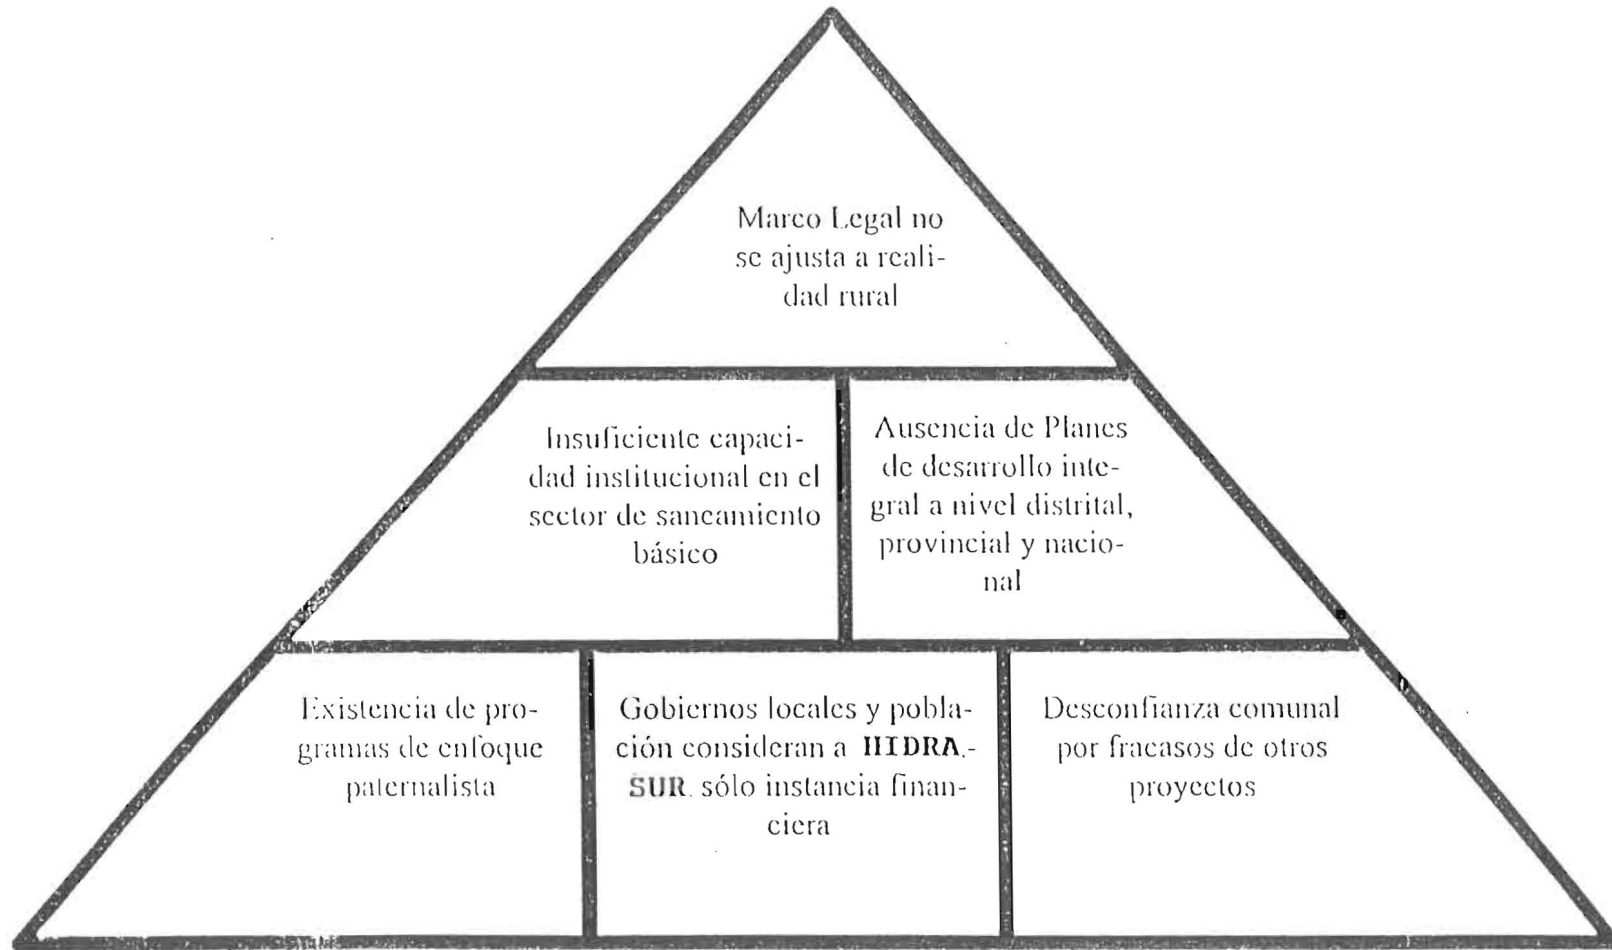 Marco Legal no
se ajusta a reali-
dad rural
Insuficiente capaci-
dad institucional en el
sector de saneamiento
básico
Ausencia de Planes
de desarrollo inte-
gral a nivel distrital,
provincial y nacio-
nal
Existencia de pro-
gramas de enfoque
paternalista
Gobiernos locales y pobla-
ción consideran a HIDRA.-
SUR. sólo instancia finan-
ciera
Desconfianza comunal
por fracasos de otros
proyectos